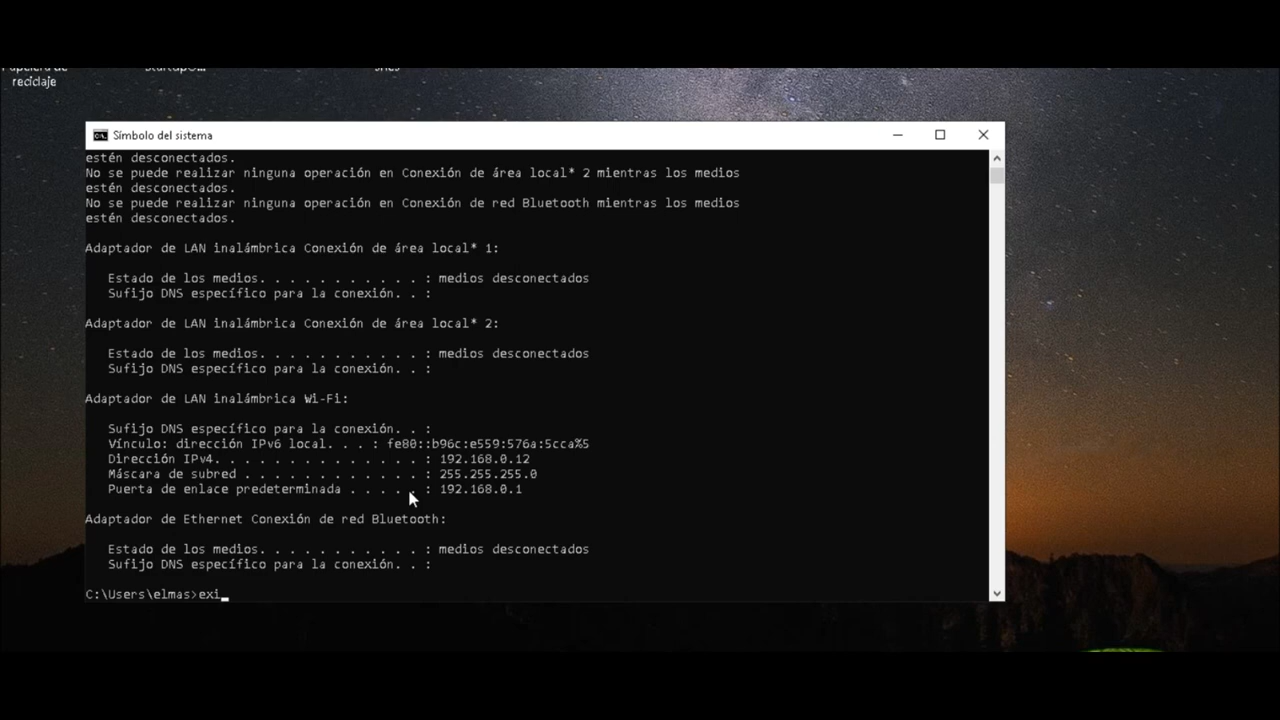 reciclaje
Símbolo del sistema
estén desconectados.
No se puede realizar ninguna operación en Conexión de área local* 2 mientras los medios
estén desconectados.
No se puede realizar ninguna operación en Conexión de red Bluetooth mientras los medios
estén desconectados.
Adaptador de LAN inalámbrica Conexión de área local* 1:
Estado de los medios. . . . . . . . . . . : medios desconectados
Sufijo DNS específico para la conexión. . :
Adaptador de LAN inalámbrica Conexión de área local* 2:
Estado de los medios. . . . . . . . . . . : medios desconectados
Sufijo DNS específico para la conexión. . :
Adaptador de LAN inalámbrica Wi-Fi:
Sufijo DNS específico para la conexión. . :
Vínculo: dirección IPv6 local. . . : fe80::b96c:e559:576a:5cca%5
Dirección IPv4. . . . . . . . . . . . . . : 192.168.0.12
Máscara de subred . . . . . . . . . . . . : 255.255.255.0
Puerta de enlace predeterminada . . . . . : 192.168.0.1
Adaptador de Ethernet Conexión de red Bluetooth:
Estado de los medios. . . . . . . . . . . : medios desconectados
Sufijo DNS específico para la conexión. . :
C:\Users\elmas>exi